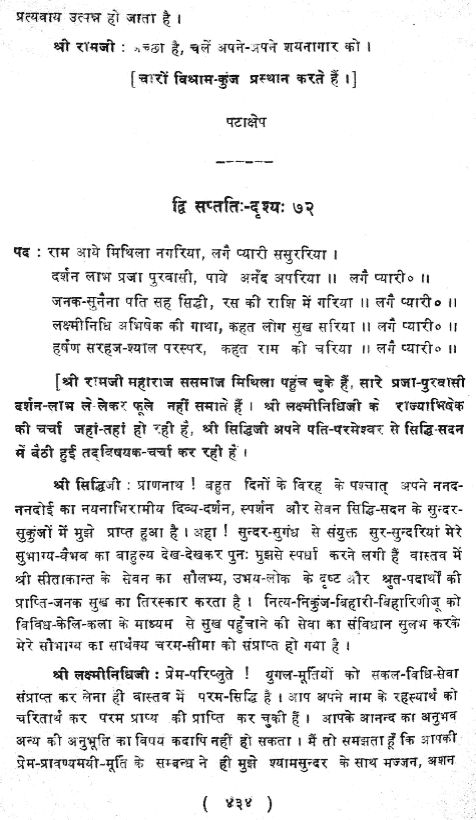 प्रत्यवाय उत्पन्न हो जाता है ।
श्री रामजी : अच्छा है, चलें अपने-अपने शयनागार को ।
[चारों विश्राम-कुंज प्रस्थान करते हैं ।]
पटाक्षेप
द्वि सप्ततिः-दृश्यः ७२
पद : राम आये मिथिला नगरिया, लगै प्यारी ससुररिया ।
दर्शन लाभ प्रजा पुरवासी, पाये अनँद अपरिया ॥ लगै प्यारी० ॥
जनक-सुनैना पति सह सिद्धी, रस की राशि में गरिया ॥ लगै प्यारी० ॥
लक्ष्मीनिधि अभिषेक की गाथा, कहत लोग सुख सरिया ॥ लगै प्यारी० ॥
हर्षण सरहज-श्याल परस्पर, कहत राम की चरिया ॥ लगै प्यारी० ॥
[श्री रामजी महाराज ससमाज मिथिला पहुंच चुके हैं, सारे प्रजा-पुरवासी
दर्शन-लाभ ले-लेकर फूले नहीं समाते हैं । श्री लक्ष्मीनिधिजी के राज्याभिषेक
की चर्चा जहां-तहां हो रही है, श्री सिद्धिजी अपने पति-परमेश्वर से सिद्धि-सदन
में बैठी हुई तद्विषयक-चर्चा कर रही हैं ।
श्री सिद्धिजी : प्राणनाथ ! बहुत दिनों के विरह के पश्चात् अपने ननद-
ननदोई का नयनाभिरामीय दिव्य-दर्शन, स्पर्शन और सेवन सिद्धि-सदन के सुन्दर-
सुकुंजों में मुझे प्राप्त हुआ है । अहा ! सुन्दर-सुगंध से संयुक्त सुर-सुन्दरियां मेरे
सुभाग्य-वैभव का बाहुल्य देख-देखकर पुनः मुझसे स्पर्धा करने लगी हैं वास्तव में
श्री सीताकान्त के सेवन का सौलभ्य, उभय-लोक के दृष्ट और श्रुत-पदार्थों की
प्राप्ति-जनक सुख का तिरस्कार करता है । नित्य-निकुंज-बिहारी-बिहारिणीजू को
विविध-केलि-कला के माध्यम से सुख पहुँचाने की सेवा का संविधान सुलभ करके
मेरे सौभाग्य का सार्थक्य चरम-सीमा को संप्राप्त हो गया है ।
श्री लक्ष्मीनिधिजी : प्रेम-परिप्लुते ! युगल-मूर्तियों को सकल-विधि-सेवा
संप्राप्त कर लेना ही वास्तव में परम-सिद्धि है । आप अपने नाम के रहस्यार्थ को
चरितार्थ कर परम प्राप्य की प्राप्ति कर चुकी हैं । आपके आनन्द का अनुभव
अन्य की अनुभूति का विषय कदापि नहीं हो सकता । मैं तो समझता हूँ कि आपकी
प्रेम-प्रावण्यमयी-मूर्ति के सम्बन्ध ने ही मुझे श्यामसुन्दर के साथ मज्जन, अशन
( ४३४ )